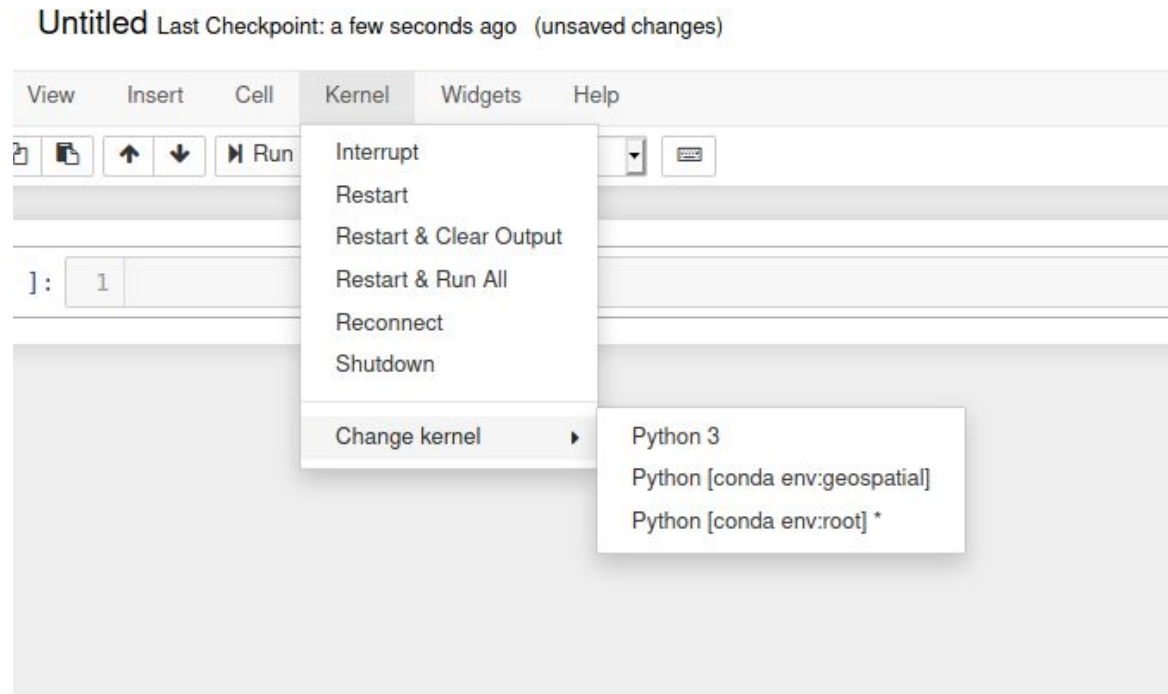 Untitled Last Checkpoint: a few seconds ago (unsaved changes)
View Insert Cell Kernel Widgets Help
Run
Interrupt
Restart
Restart & Clear Output
Restart & Run All
Reconnect
Shutdown
Change kernel
Python 3
Python [conda env:geospatial]
Python [conda env:root] *
]: 1